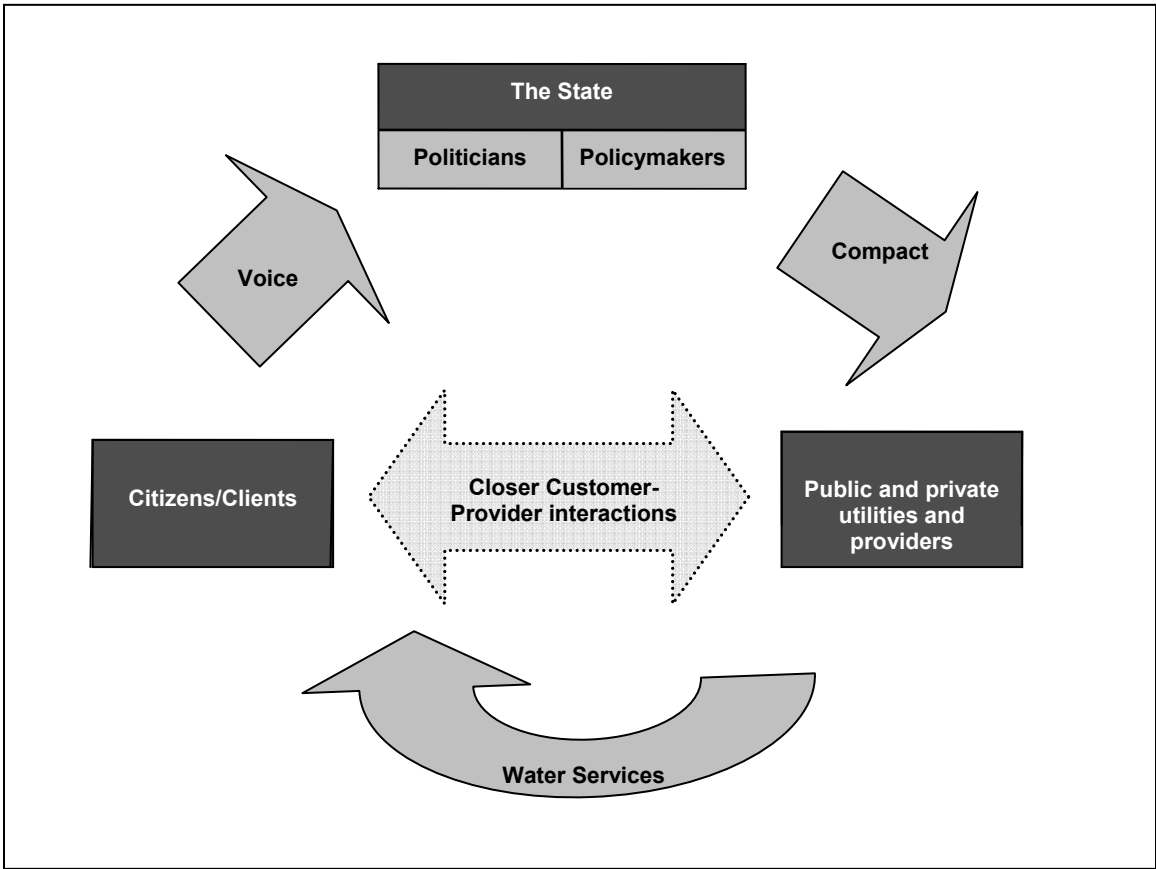 The State
Politicians
Policymakers
Voice
Compact
Citizens/Clients
Closer Customer-
Provider interactions
Public and private
utilities and
providers
Water Services